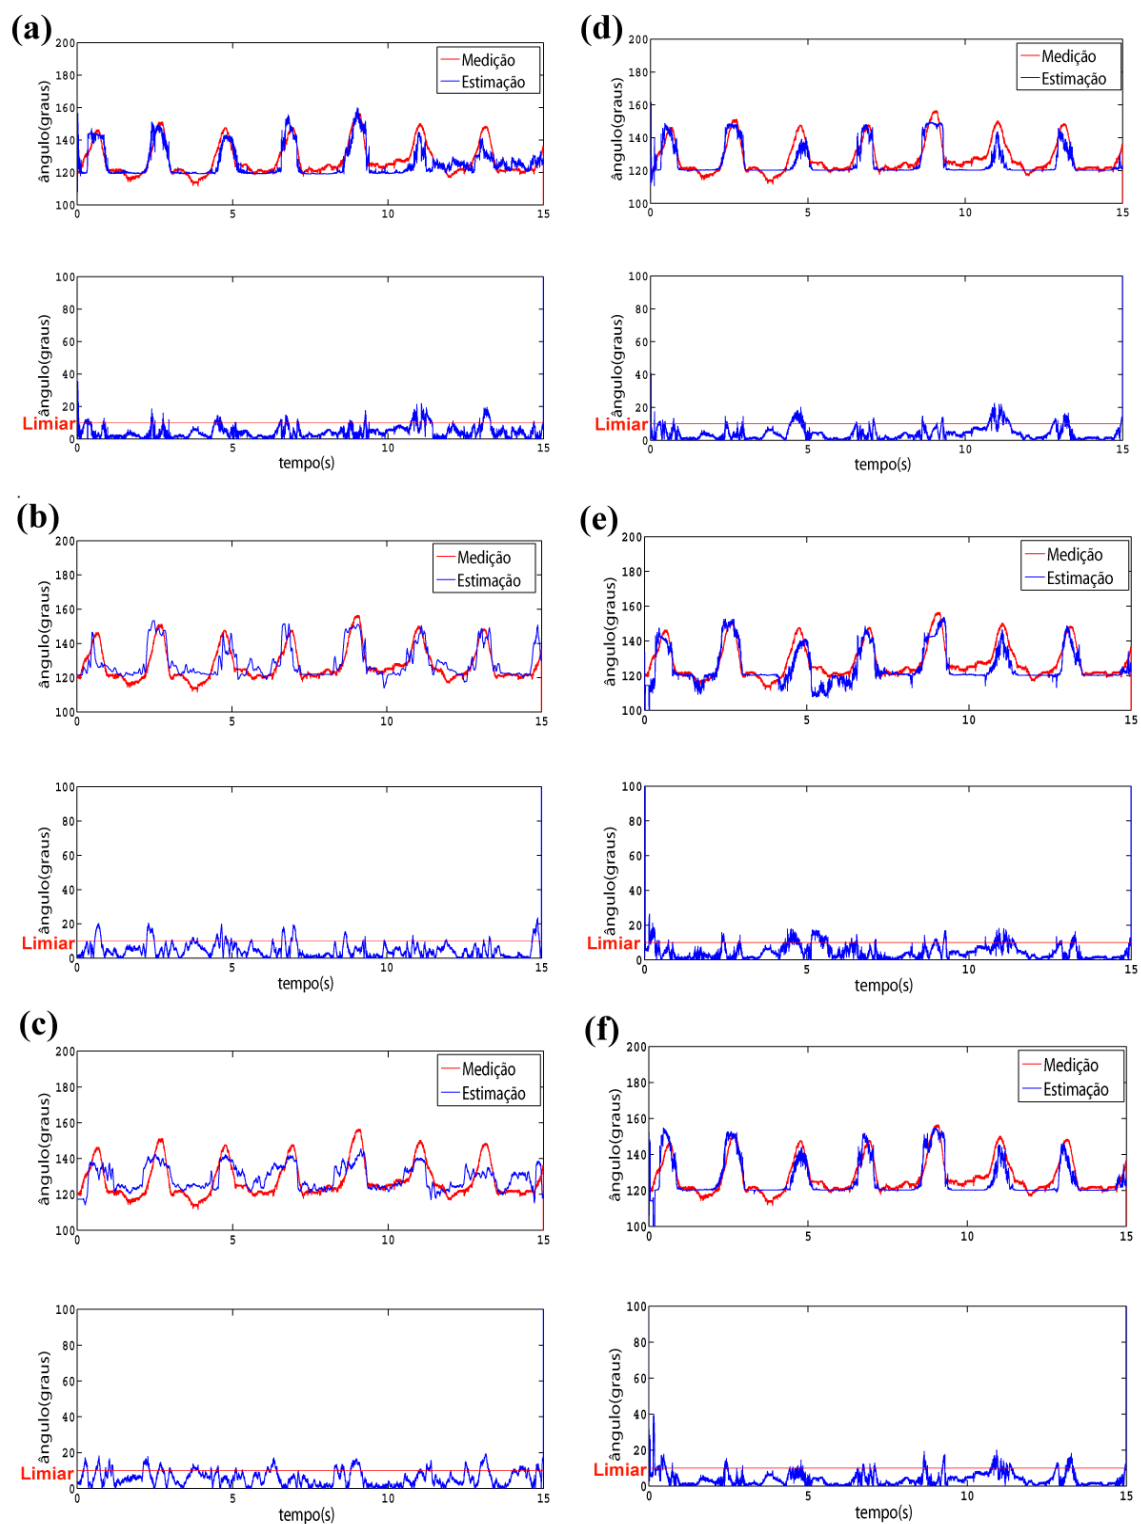 (a)
200
180
160
140
120
100
ângulo(graus)
Medição
Estimação
0
5
10
15
100
80
60
40
20
0
ângulo(graus)
Limiar
0
5
10
15
tempo(s)
(d)
200
180
160
140
120
100
ângulo(graus)
Medição
Estimação
0
5
10
15
100
80
60
40
20
0
ângulo(graus)
Limiar
0
5
10
15
tempo(s)
(b)
200
180
160
140
120
100
ângulo(graus)
Medição
Estimação
0
5
10
15
100
80
60
40
20
0
ângulo(graus)
Limiar
0
5
10
15
tempo(s)
(e)
200
180
160
140
120
100
ângulo(graus)
Medição
Estimação
0
5
10
15
100
80
60
40
20
0
ângulo(graus)
Limiar
0
5
10
15
tempo(s)
(c)
200
180
160
140
120
100
ângulo(graus)
Medição
Estimação
0
5
10
15
100
80
60
40
20
0
ângulo(graus)
Limiar
0
5
10
15
tempo(s)
(f)
200
180
160
140
120
100
ângulo(graus)
Medição
Estimação
0
5
10
15
100
80
60
40
20
0
ângulo(graus)
Limiar
0
5
10
15
tempo(s)